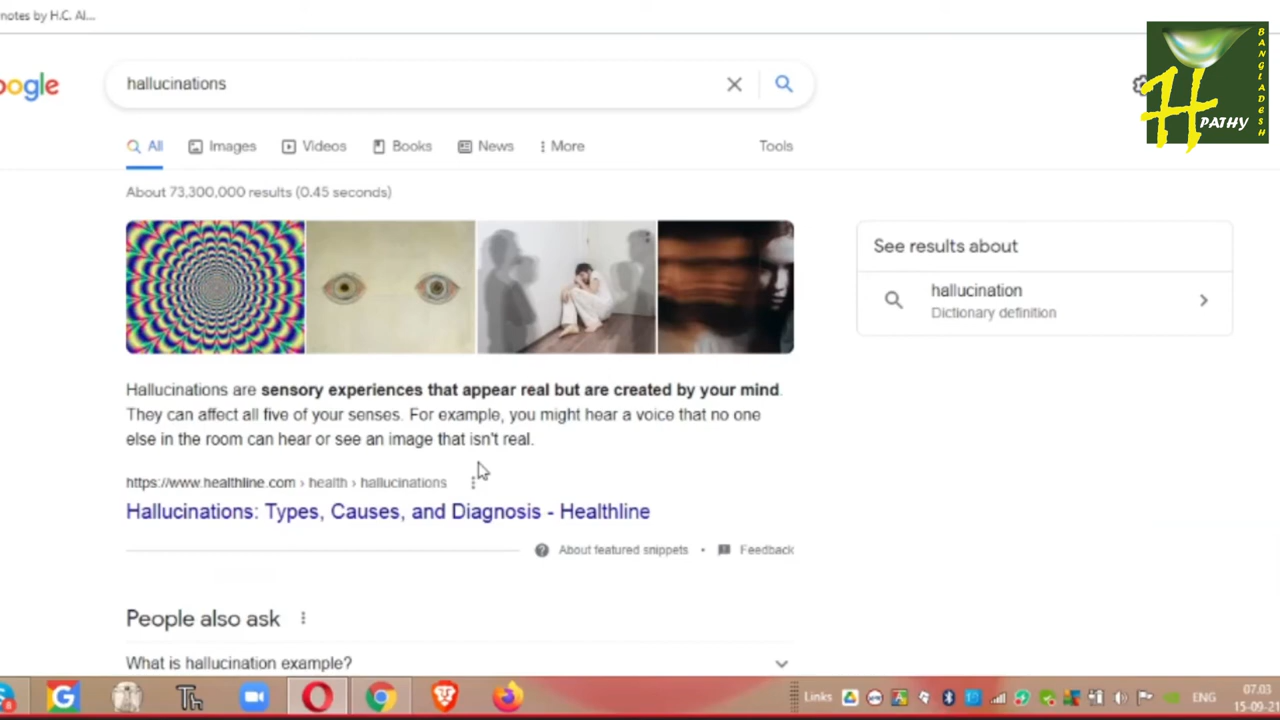 notes by H.C. Al...
oogle
hallucinations
All Images Videos Books News More Tools
About 73,300,000 results (0.45 seconds)
See results about
hallucination
Dictionary definition
Hallucinations are sensory experiences that appear real but are created by your mind.
They can affect all five of your senses. For example, you might hear a voice that no one
else in the room can hear or see an image that isn't real.
https://www.healthline.com › health › hallucinations
Hallucinations: Types, Causes, and Diagnosis - Healthline
About featured snippets • Feedback
People also ask
What is hallucination example?
Links
ENG
07.03
15-09-21
H
PATHY
BANGLADESH